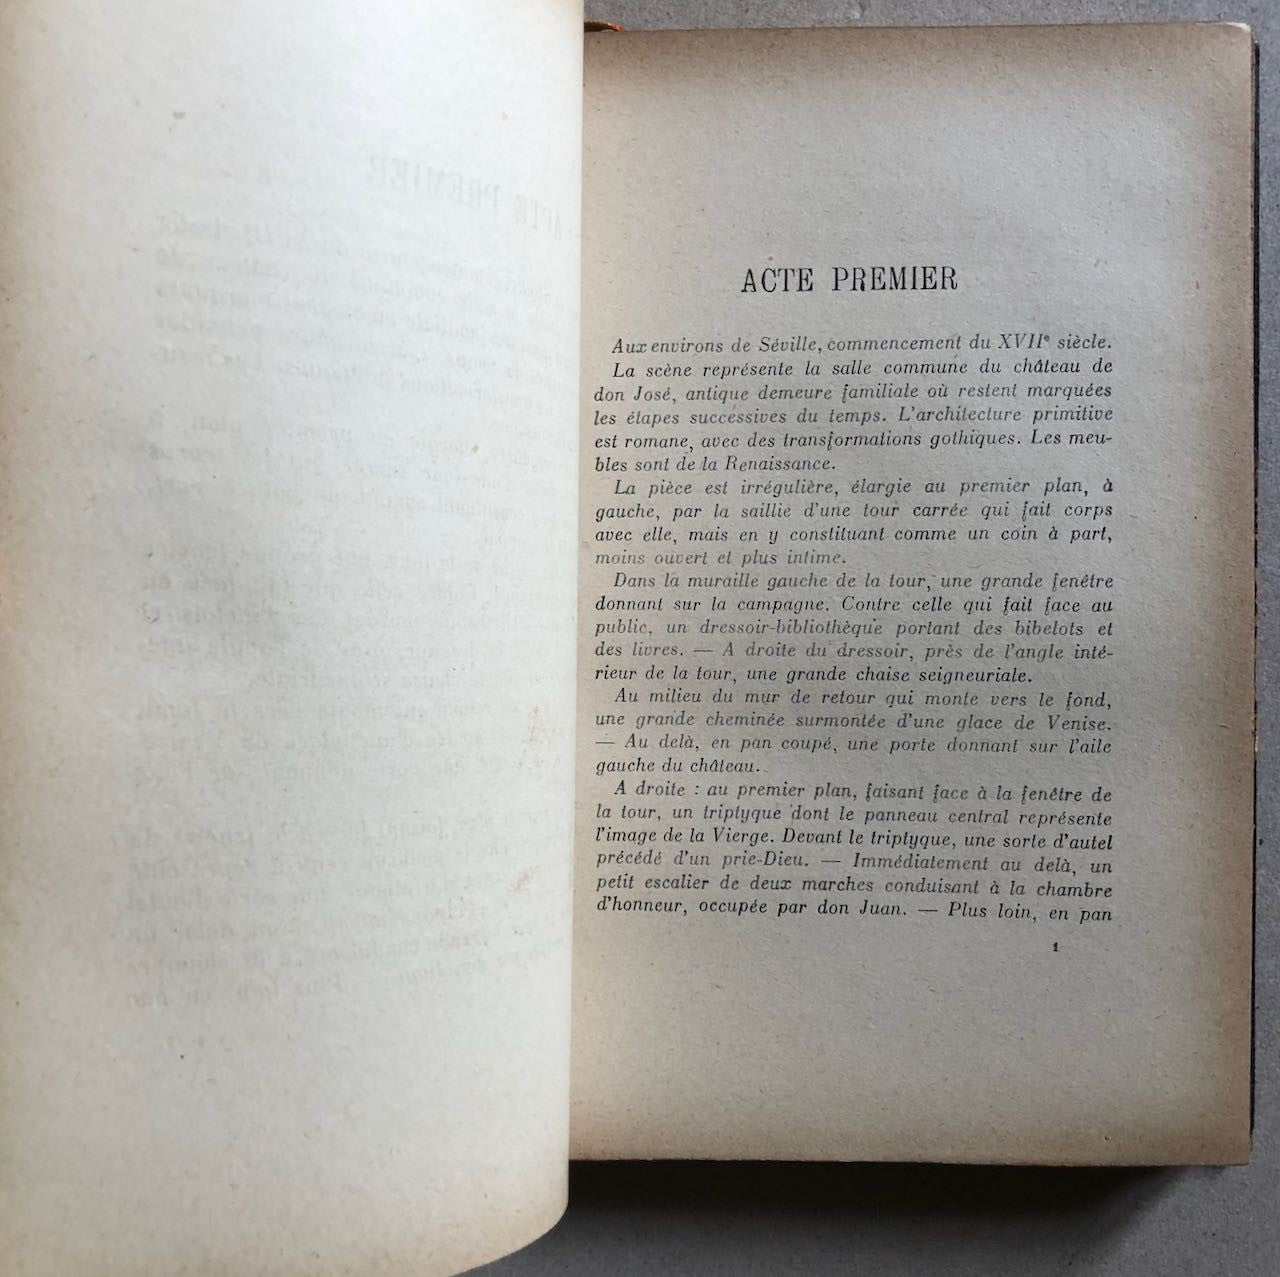 ACTE PREMIER
Aux environs de Séville, commencement du XVIIe siècle.
La scène représente la salle commune du château de
don José, antique demeure familiale où restent marquées
les étapes successives du temps. L'architecture primitive
est romane, avec des transformations gothiques. Les meu-
bles sont de la Renaissance.
La pièce est irrégulière, élargie au premier plan, à
gauche, par la saillie d'une tour carrée qui fait corps
avec elle, mais en y constituant comme un coin à part,
moins ouvert et plus intime.
Dans la muraille gauche de la tour, une grande fenêtre
donnant sur la campagne. Contre celle qui fait face au
public, un dressoir-bibliothèque portant des bibelots et
des livres. — A droite du dressoir, près de l'angle inté-
rieur de la tour, une grande chaise seigneuriale.
Au milieu du mur de retour qui monte vers le fond,
une grande cheminée surmontée d'une glace de Venise.
— Au delà, en pan coupé, une porte donnant sur l'aile
gauche du château.
A droite : au premier plan, faisant face à la fenêtre de
la tour, un triptyque dont le panneau central représente
l'image de la Vierge. Devant le triptyque, une sorte d'autel
précédé d'un prie-Dieu. — Immédiatement au delà, un
petit escalier de deux marches conduisant à la chambre
d'honneur, occupée par don Juan. — Plus loin, en pan
1